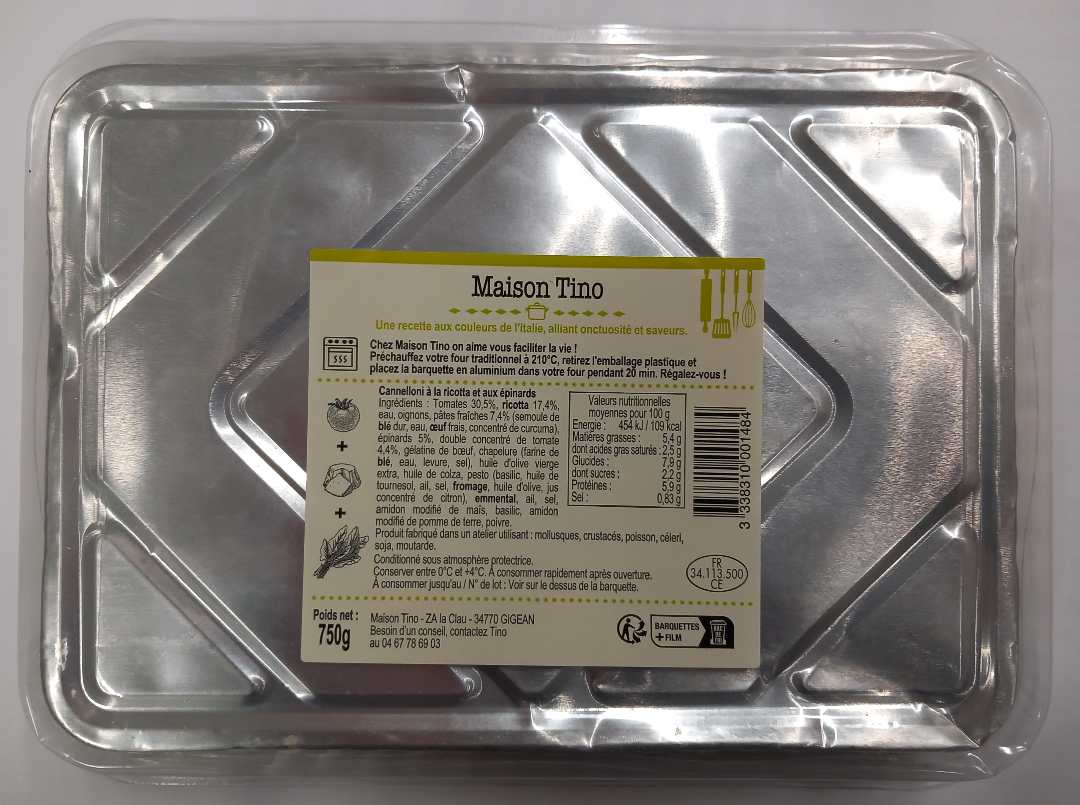 Maison Tino
Une recette aux couleurs de l'Italie, alliant onctuosité et saveurs.
Chez Maison Tino on aime vous faciliter la vie !
Préchauffez votre four traditionnel à 210°C, retirez l'emballage plastique et
placez la barquette en aluminium dans votre four pendant 20 min. Régalez-vous !
Cannelloni à la ricotta et aux épinards
Ingrédients : Tomates 30,5%, ricotta 17,4%,
eau, oignons, pâtes fraîches 7,4% (semoule de
blé dur, eau, œuf frais, concentré de curcuma),
épinards 5%, double concentré de tomate
4,4%, gélatine de bœuf, chapelure (farine de
blé, eau, levure, sel), huile d'olive vierge
extra, huile de colza, pesto (basilic, huile de
tournesol, ail, sel, fromage, huile d'olive, jus
concentré de citron), emmental, ail, sel,
amidon modifié de maïs, basilic, amidon
modifié de pomme de terre, poivre.
Produit fabriqué dans un atelier utilisant : mollusques, crustacés, poisson, céleri,
soja, moutarde.
Conditionné sous atmosphère protectrice.
Conserver entre 0°C et +4°C. À consommer rapidement après ouverture.
À consommer jusqu'au / N° de lot : Voir sur le dessus de la barquette.
Valeurs nutritionnelles
moyennes pour 100 g
Energie : 454 kJ / 109 kcal
Matières grasses : 5,4 g
dont acides gras saturés : 2,5 g
Glucides : 7,9 g
dont sucres : 2,2 g
Protéines : 5,9 g
Sel : 0,83 g
3 338310 001484
FR
34.113.500
CE
Poids net :
750g
Maison Tino - ZA la Clau - 34770 GIGEAN
Besoin d'un conseil, contactez Tino
au 04 67 78 69 03
BARQUETTES
+ FILM
BAC
DE
TRI